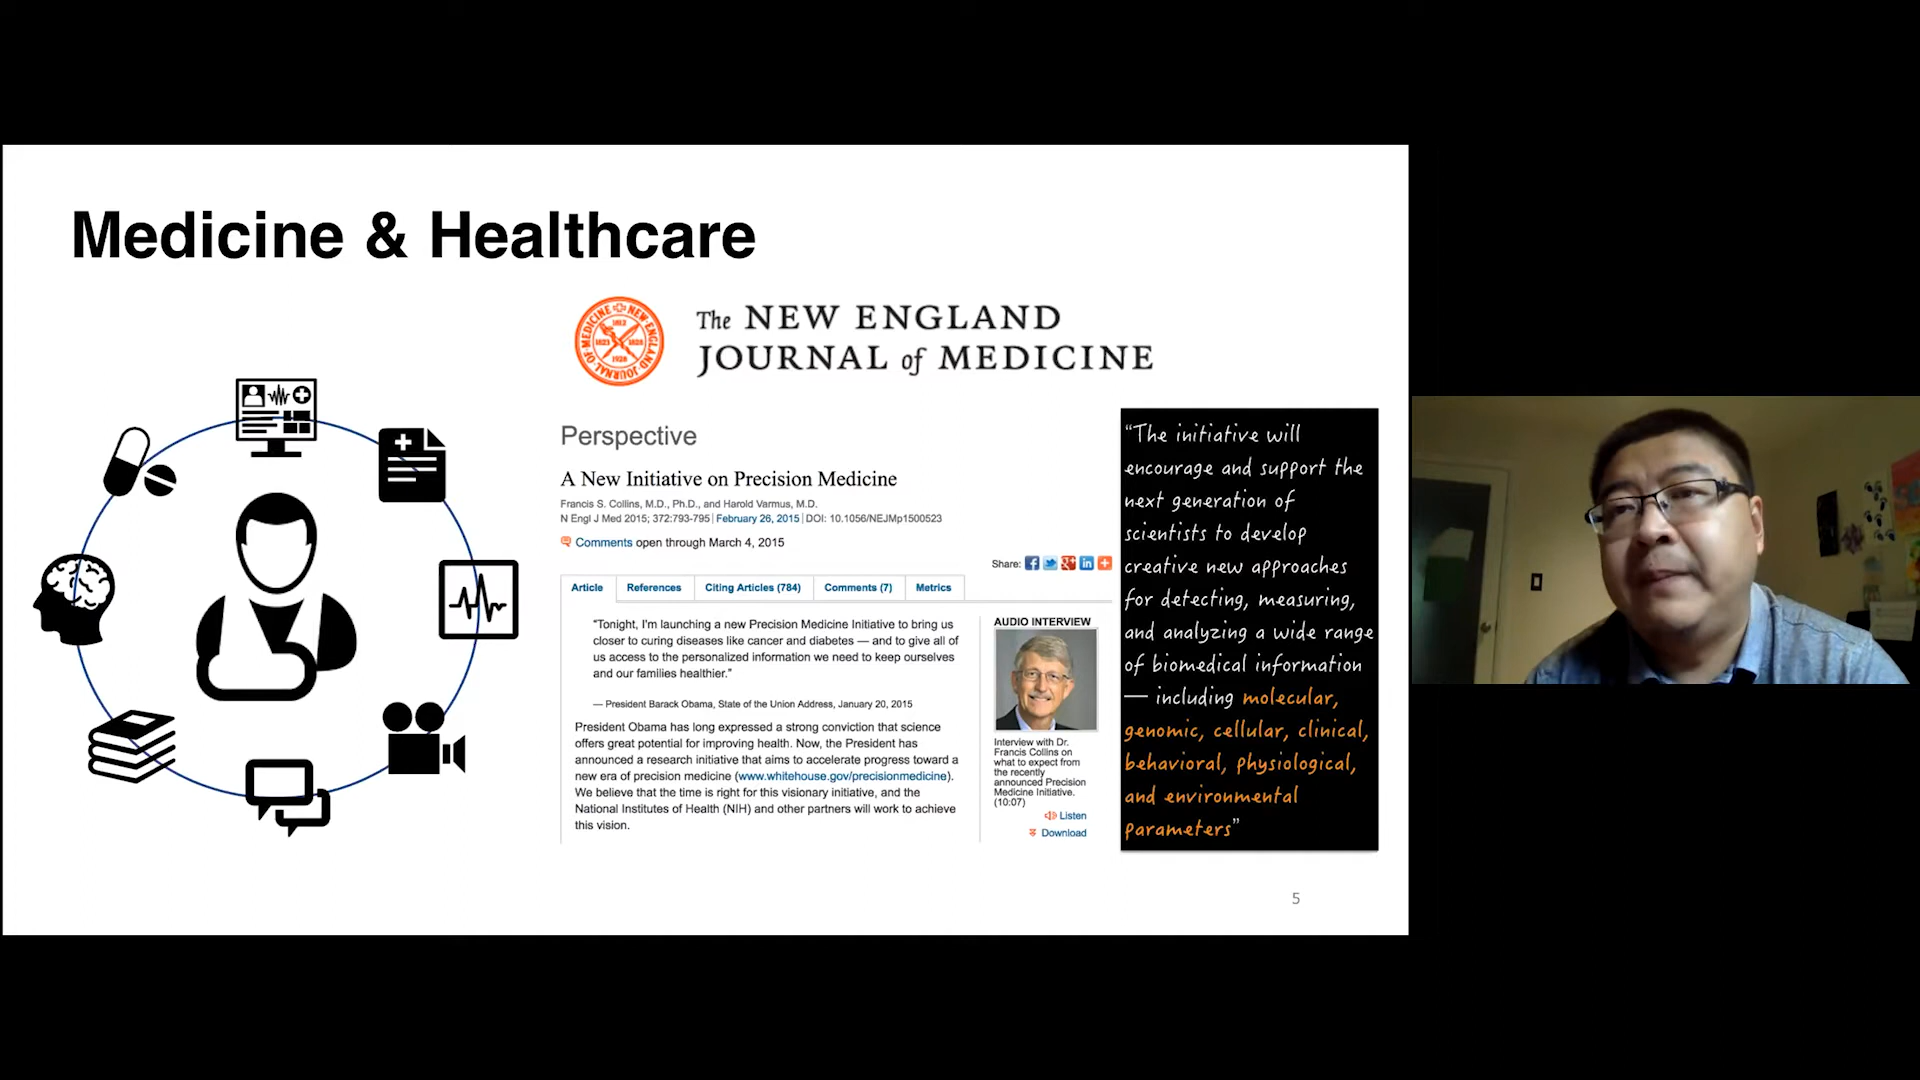 Medicine & Healthcare
The NEW ENGLAND
JOURNAL of MEDICINE
Perspective
A New Initiative on Precision Medicine
Francis S. Collins, M.D., Ph.D., and Harold Varmus, M.D.
N Engl J Med 2015; 372:793-795 | February 26, 2015 | DOI: 10.1056/NEJMp1500523
Comments open through March 4, 2015
Share:
Article References Citing Articles (784) Comments (7) Metrics
"Tonight, I'm launching a new Precision Medicine Initiative to bring us
closer to curing diseases like cancer and diabetes — and to give all of
us access to the personalized information we need to keep ourselves
and our families healthier."
— President Barack Obama, State of the Union Address, January 20, 2015
President Obama has long expressed a strong conviction that science
offers great potential for improving health. Now, the President has
announced a research initiative that aims to accelerate progress toward a
new era of precision medicine (www.whitehouse.gov/precisionmedicine).
We believe that the time is right for this visionary initiative, and the
National Institutes of Health (NIH) and other partners will work to achieve
this vision.
AUDIO INTERVIEW
Interview with Dr.
Francis Collins on
what to expect from
the recently
announced Precision
Medicine Initiative.
(10:07)
Listen
Download
"The initiative will
encourage and support the
next generation of
scientists to develop
creative new approaches
for detecting, measuring,
and analyzing a wide range
of biomedical information
— including molecular,
genomic, cellular, clinical,
behavioral, physiological,
and environmental
parameters"
5